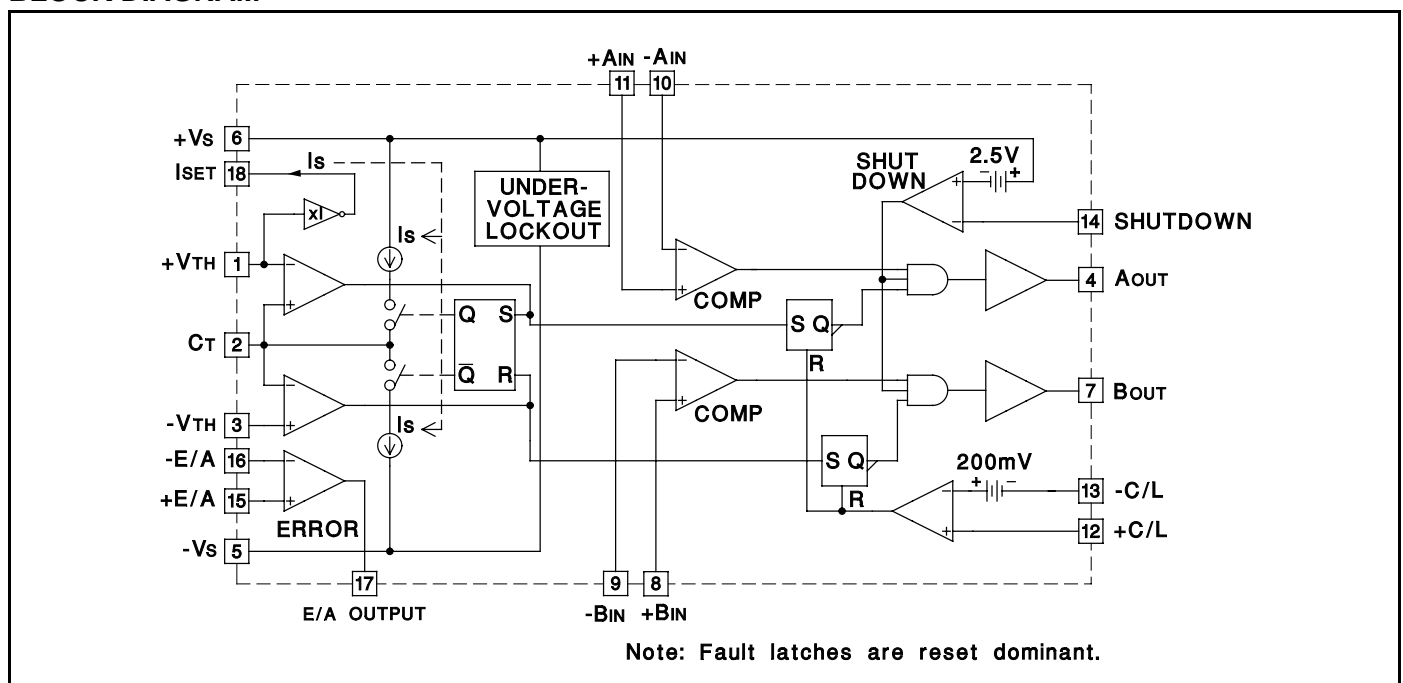 +AIN -AIN
11 10
+VS 6
ISET 18
IS
xI
+VTH 1
CT 2
-VTH 3
-E/A 16
+E/A 15
-VS 5
ERROR
17
E/A OUTPUT
UNDER-
VOLTAGE
LOCKOUT
IS
IS
Q S
Q̅ R
− +
− +
− +
COMP
− +
COMP
− +
9 8
-BIN +BIN
S Q
R
S Q
R
SHUT
DOWN
2.5V
− +
+ −
14 SHUTDOWN
4 AOUT
7 BOUT
200mV
+ −
− +
13 -C/L
12 +C/L
Note: Fault latches are reset dominant.